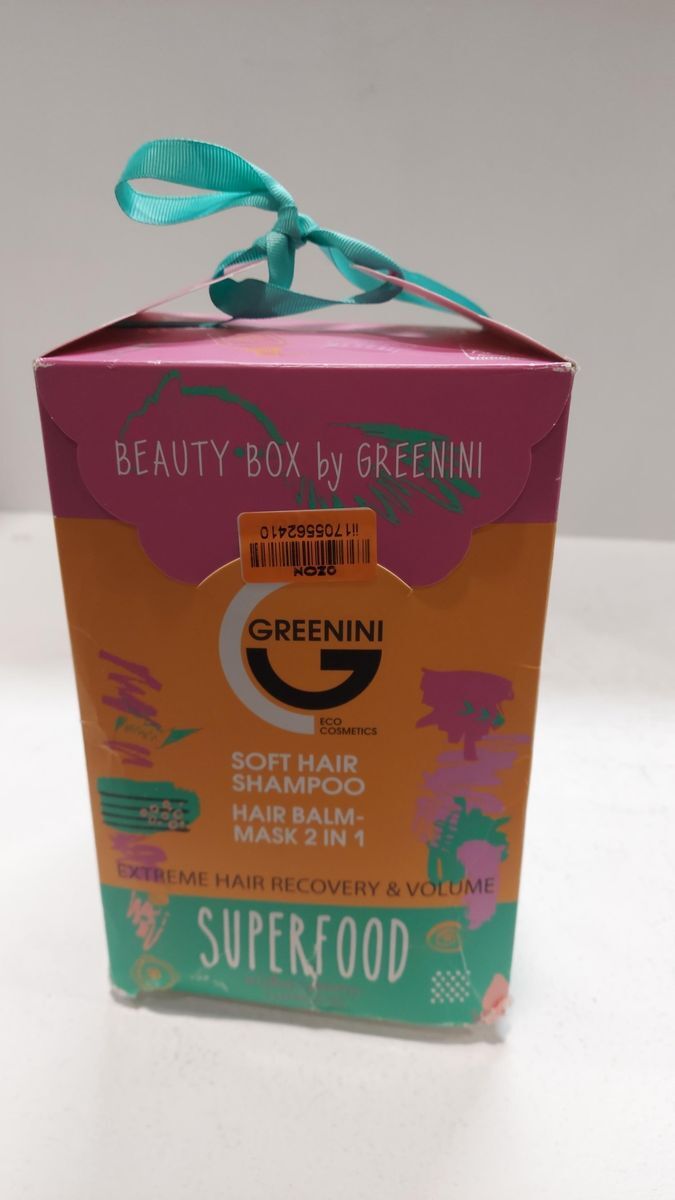 BEAUTY BOX by GREENINI
ii1705562410
OZON
GREENINI
ECO
COSMETICS
SOFT HAIR
SHAMPOO
HAIR BALM-
MASK 2 IN 1
EXTREME HAIR RECOVERY & VOLUME
SUPERFOOD